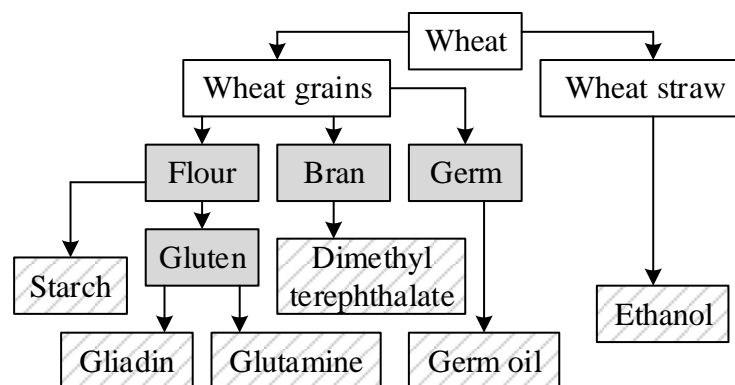 Wheat
Wheat grains
Wheat straw
Flour
Bran
Germ
Starch
Gluten
Dimethyl
terephthalate
Ethanol
Gliadin
Glutamine
Germ oil